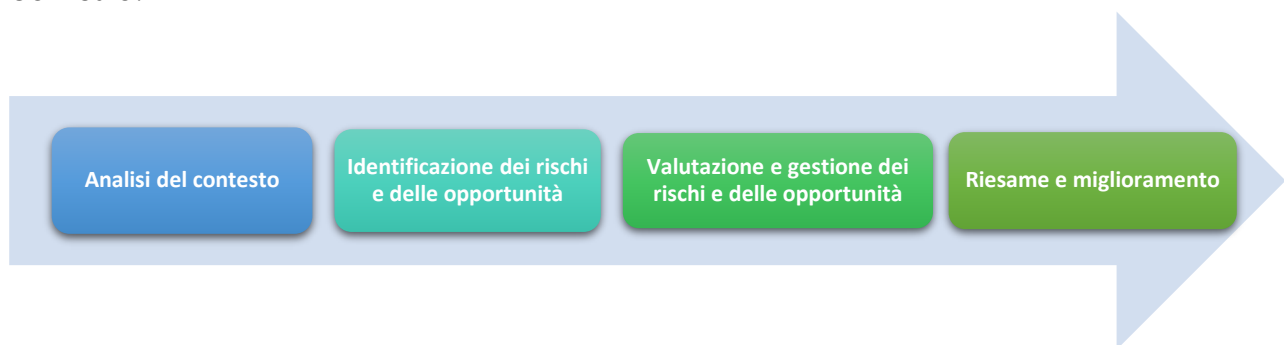 Analisi del contesto
Identificazione dei rischi
e delle opportunità
Valutazione e gestione dei
rischi e delle opportunità
Riesame e miglioramento